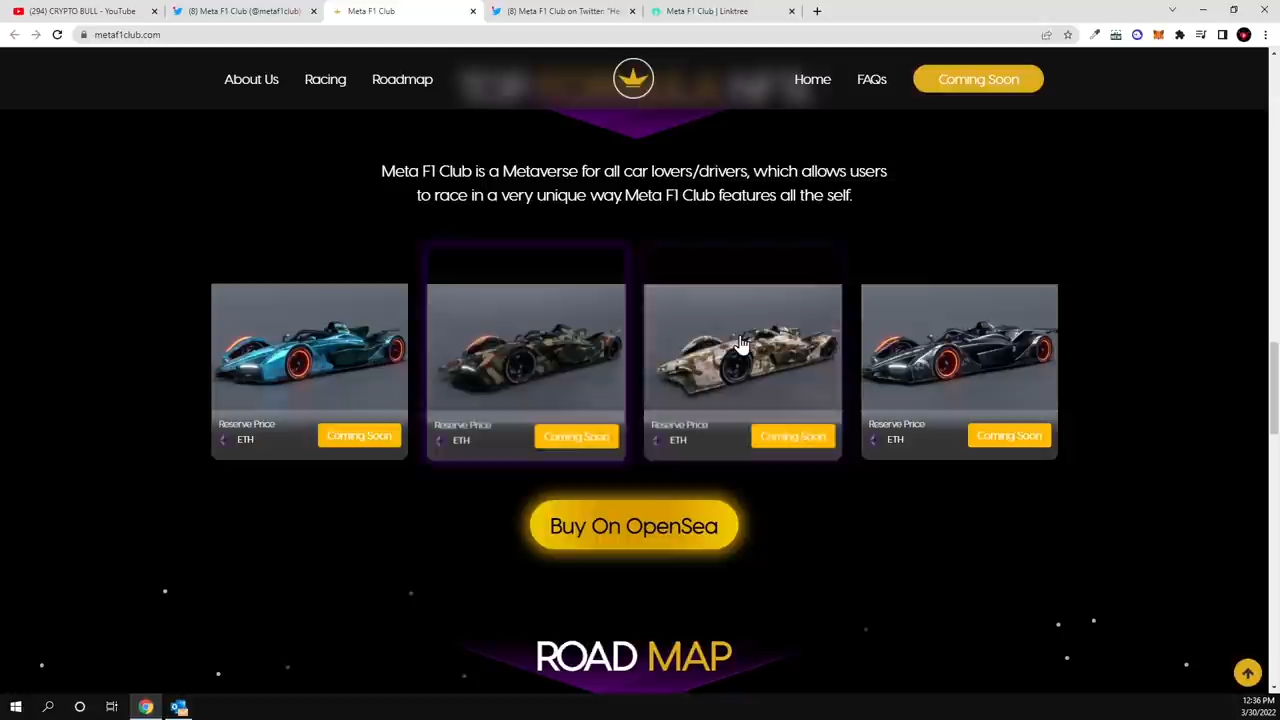 (294) CRYPTO BULL - YouTube
(8) Meta F1 Club (@metaf1club)
Meta F1 Club
(8) Meta F1 Club on Twitter: "He
Meta F1 Club | Linktree
metaf1club.com
About Us
Racing
Roadmap
Home
FAQs
Coming Soon
TOP FORMULA NFTS
Meta F1 Club is a Metaverse for all car lovers/drivers, which allows users
to race in a very unique way. Meta F1 Club features all the self.
Reserve Price
ETH
Coming Soon
Reserve Price
ETH
Coming Soon
Reserve Price
ETH
Coming Soon
Reserve Price
ETH
Coming Soon
Buy On OpenSea
ROAD MAP
12:36 PM
3/30/2022